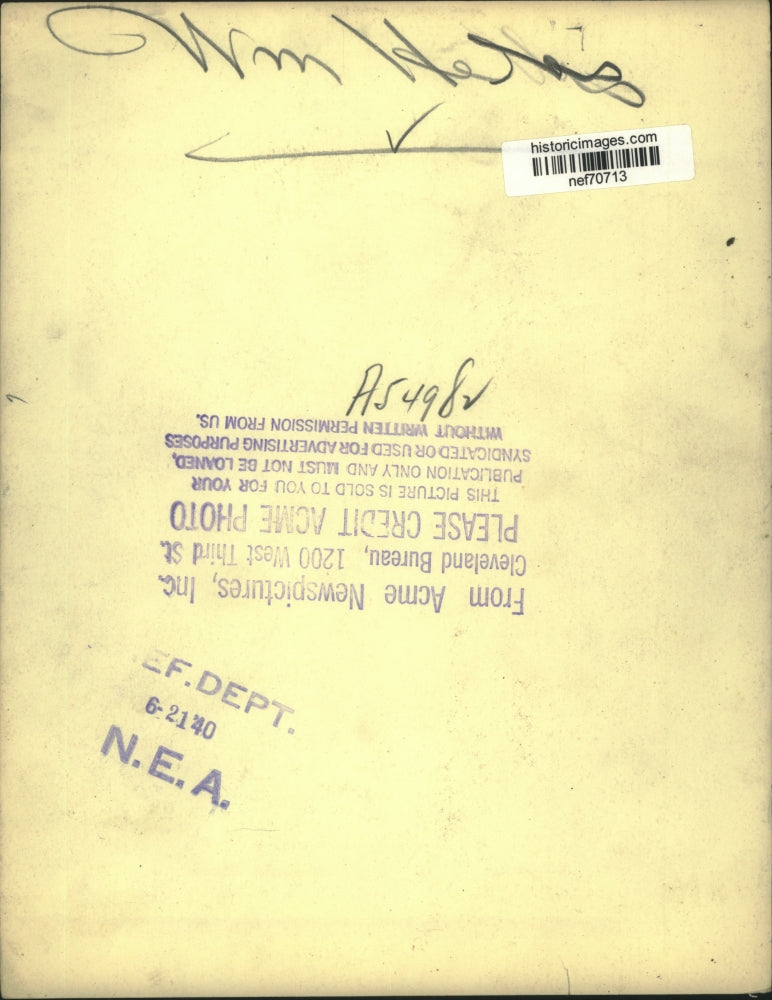 Wm
historicimages.com
nef70713
A5498
From Acme Newspictures, Inc.
Cleveland Bureau, 1200 West Third St.
PLEASE CREDIT ACME PHOTO
THIS PICTURE IS SOLD TO YOU FOR YOUR
PUBLICATION ONLY AND MUST NOT BE LOANED,
SYNDICATED OR USED FOR ADVERTISING PURPOSES
WITHOUT WRITTEN PERMISSION FROM US.
EF. DEPT.
6-21'40
N.E.A.